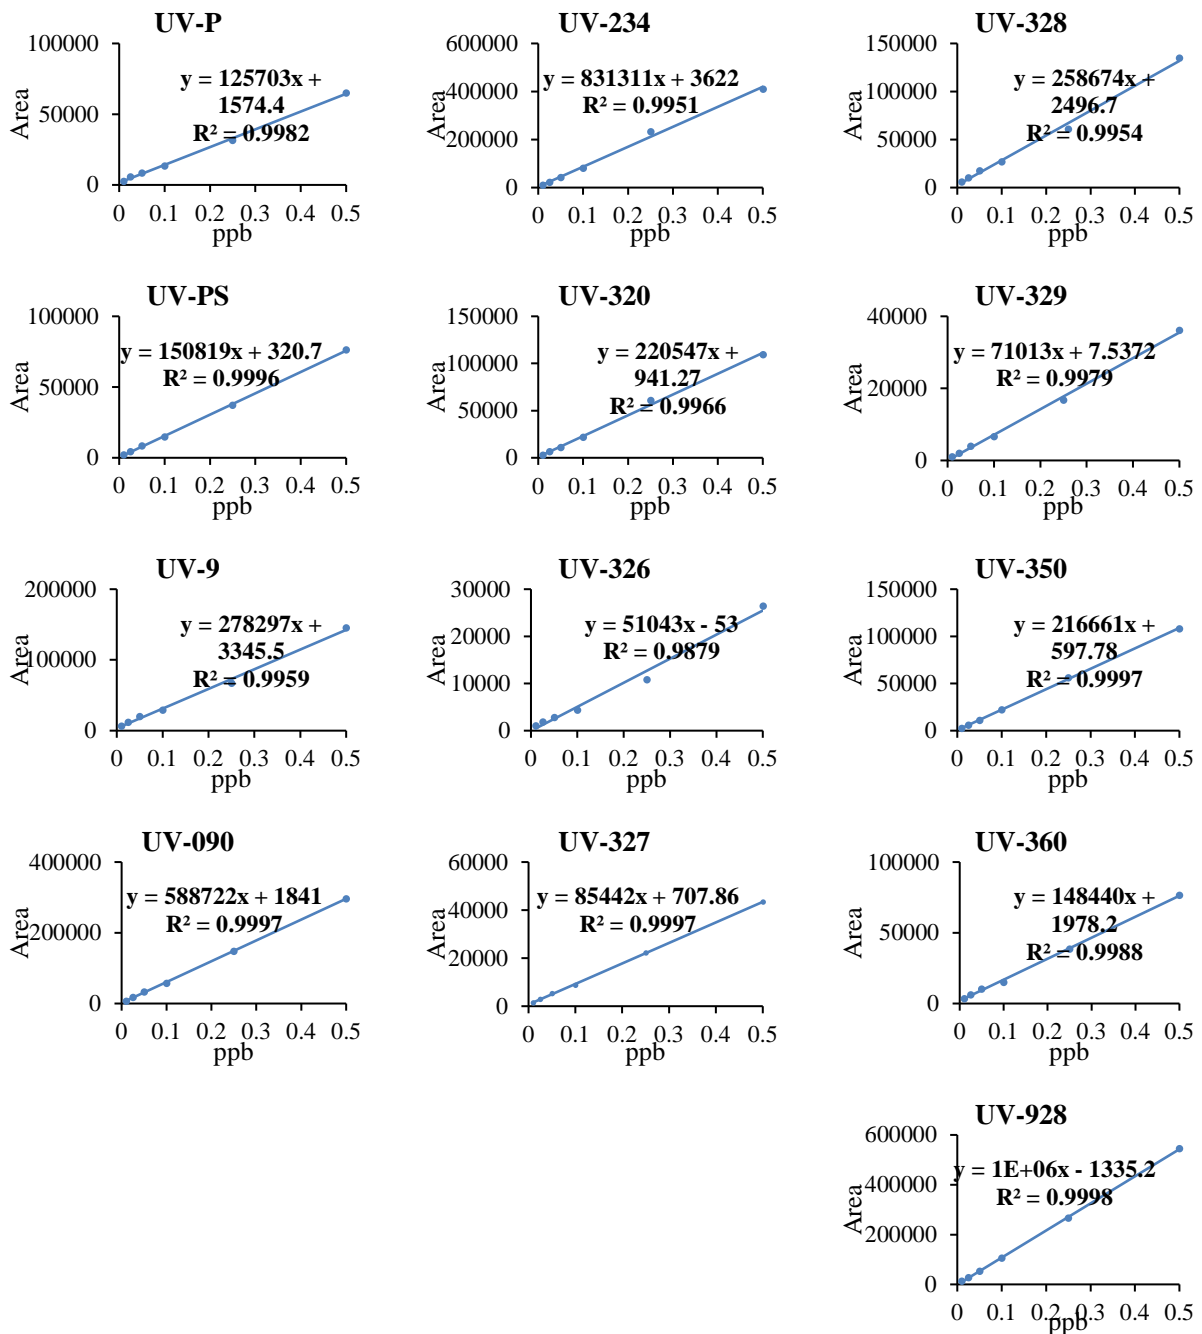 UV-P
100000
50000
0
Area
y = 125703x +
1574.4
R² = 0.9982
0 0.1 0.2 0.3 0.4 0.5
ppb
UV-234
600000
400000
200000
0
Area
y = 831311x + 3622
R² = 0.9951
0 0.1 0.2 0.3 0.4 0.5
ppb
UV-328
150000
100000
50000
0
Area
y = 258674x +
2496.7
R² = 0.9954
0 0.1 0.2 0.3 0.4 0.5
ppb
UV-PS
100000
50000
0
Area
y = 150819x + 320.7
R² = 0.9996
0 0.1 0.2 0.3 0.4 0.5
ppb
UV-320
150000
100000
50000
0
Area
y = 220547x +
941.27
R² = 0.9966
0 0.1 0.2 0.3 0.4 0.5
ppb
UV-329
40000
20000
0
Area
y = 71013x + 7.5372
R² = 0.9979
0 0.1 0.2 0.3 0.4 0.5
ppb
UV-9
200000
100000
0
Area
y = 278297x +
3345.5
R² = 0.9959
0 0.1 0.2 0.3 0.4 0.5
ppb
UV-326
30000
20000
10000
0
Area
y = 51043x - 53
R² = 0.9879
0 0.1 0.2 0.3 0.4 0.5
ppb
UV-350
150000
100000
50000
0
Area
y = 216661x +
597.78
R² = 0.9997
0 0.1 0.2 0.3 0.4 0.5
ppb
UV-090
400000
200000
0
Area
y = 588722x + 1841
R² = 0.9997
0 0.1 0.2 0.3 0.4 0.5
ppb
UV-327
60000
40000
20000
0
Area
y = 85442x + 707.86
R² = 0.9997
0 0.1 0.2 0.3 0.4 0.5
ppb
UV-360
100000
50000
0
Area
y = 148440x +
1978.2
R² = 0.9988
0 0.1 0.2 0.3 0.4 0.5
ppb
UV-928
600000
400000
200000
0
Area
y = 1E+06x - 1335.2
R² = 0.9998
0 0.1 0.2 0.3 0.4 0.5
ppb